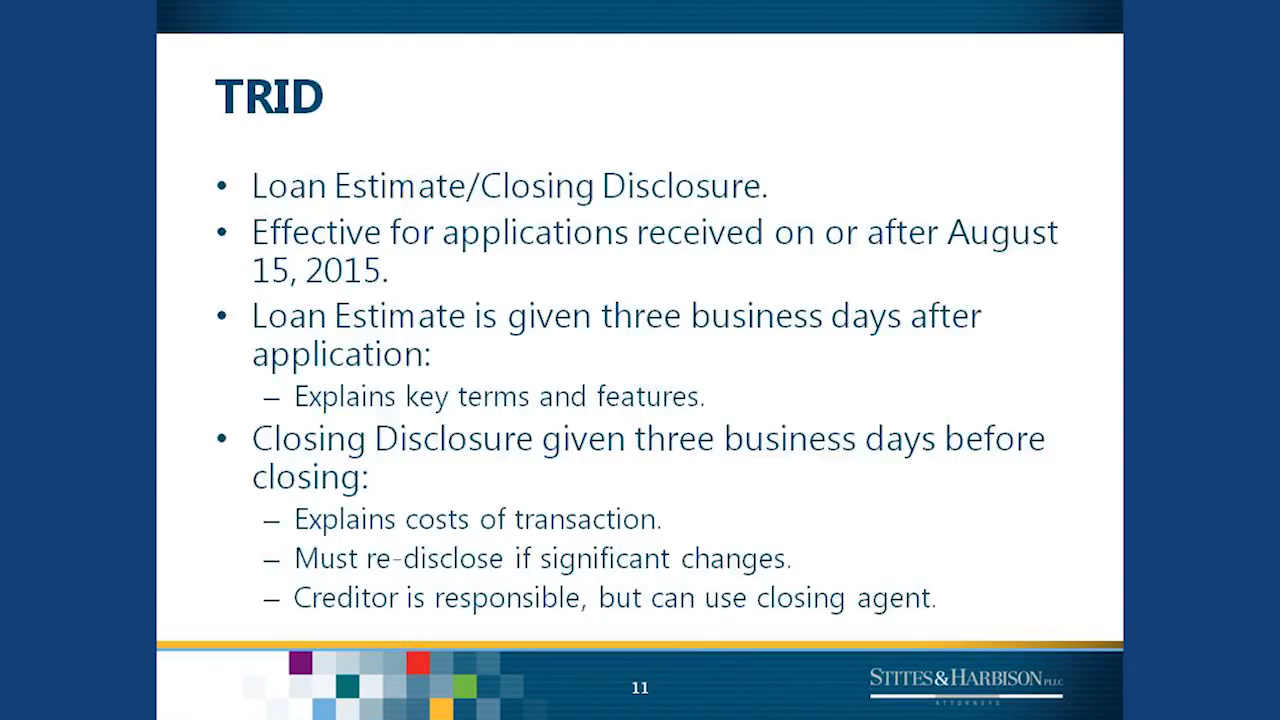 TRID
• Loan Estimate/Closing Disclosure.
• Effective for applications received on or after August
15, 2015.
• Loan Estimate is given three business days after
application:
– Explains key terms and features.
• Closing Disclosure given three business days before
closing:
– Explains costs of transaction.
– Must re-disclose if significant changes.
– Creditor is responsible, but can use closing agent.
11
STITES & HARBISON PLLC
ATTORNEYS